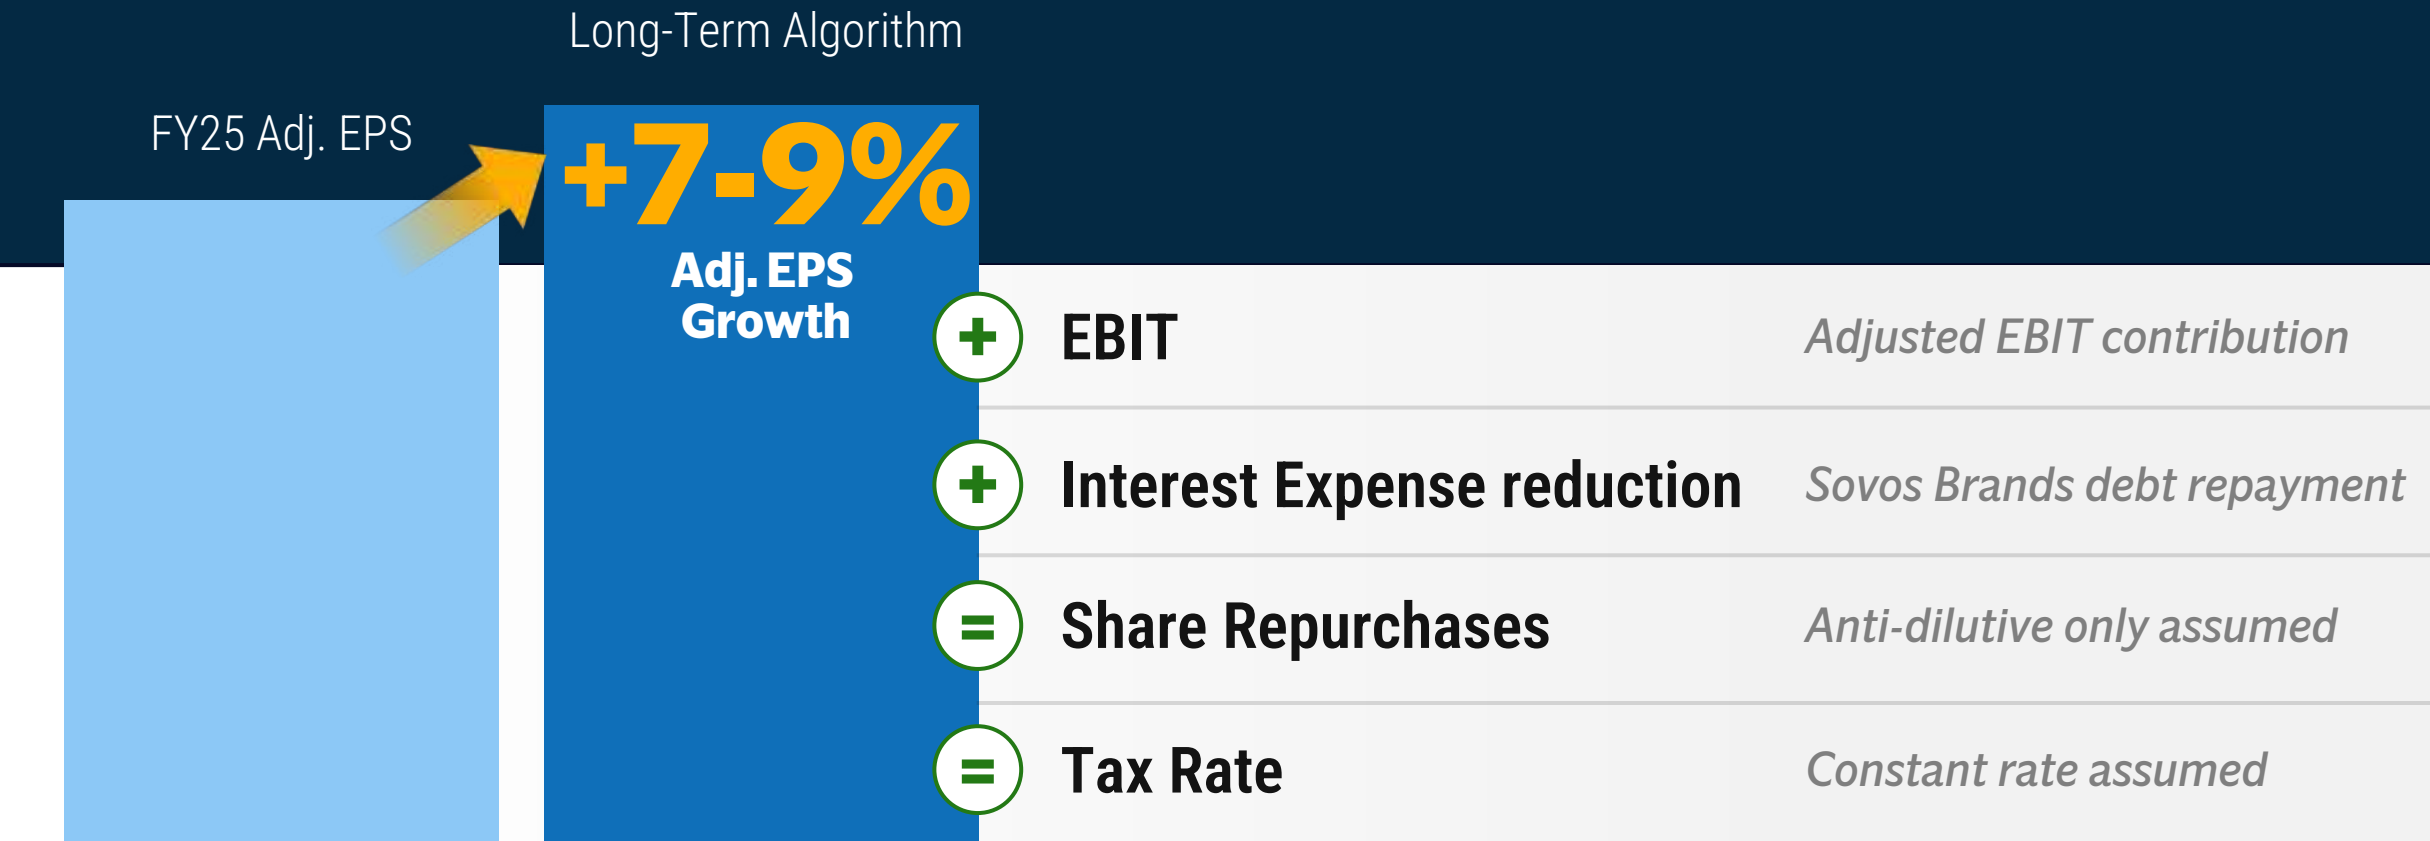 Long-Term Algorithm
FY25 Adj. EPS
+7-9%
Adj. EPS
Growth
+ EBIT Adjusted EBIT contribution
+ Interest Expense reduction Sovos Brands debt repayment
= Share Repurchases Anti-dilutive only assumed
= Tax Rate Constant rate assumed